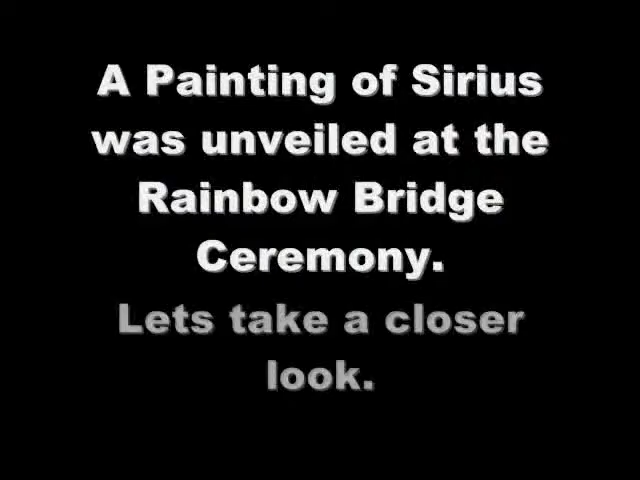 A Painting of Sirius
was unveiled at the
Rainbow Bridge
Ceremony.
Lets take a closer
look.